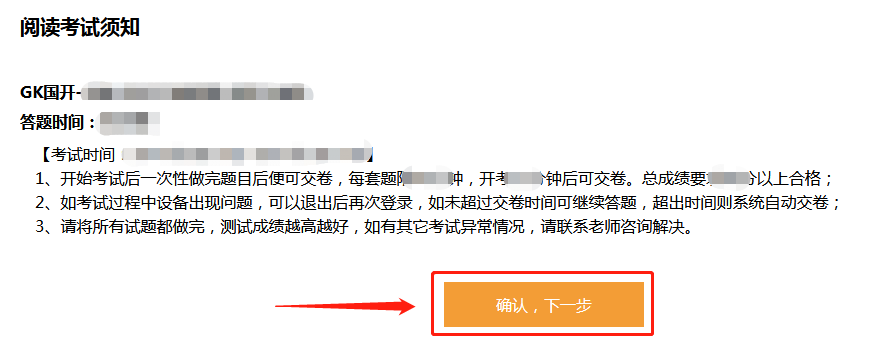 阅读考试须知
GK国开-
答题时间：
【考试时间：】
1、开始考试后一次性做完题目后便可交卷，每套题限钟，开考分钟后可交卷。总成绩要求分以上合格；
2、如考试过程中设备出现问题，可以退出后再次登录，如未超过交卷时间可继续答题，超出时间则系统自动交卷；
3、请将所有试题都做完，测试成绩越高越好，如有其它考试异常情况，请联系老师咨询解决。
确认，下一步